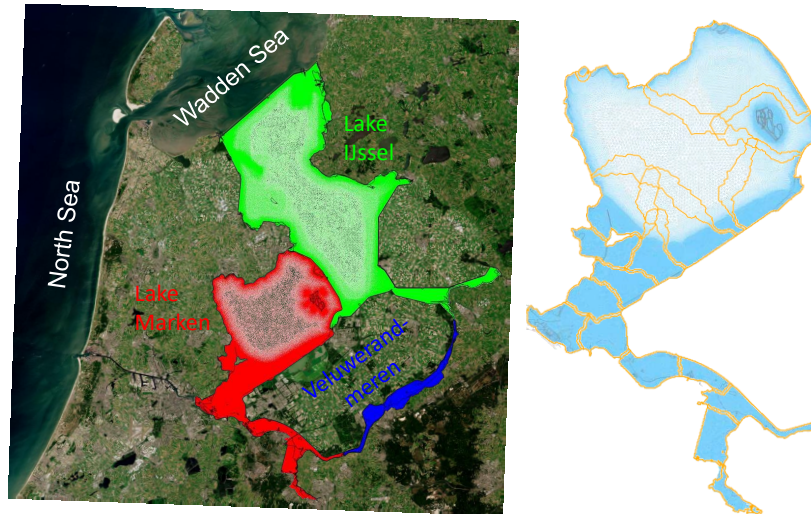 Wadden Sea
Lake
IJssel
North Sea
Lake
Marken
Veluwerand-
meren